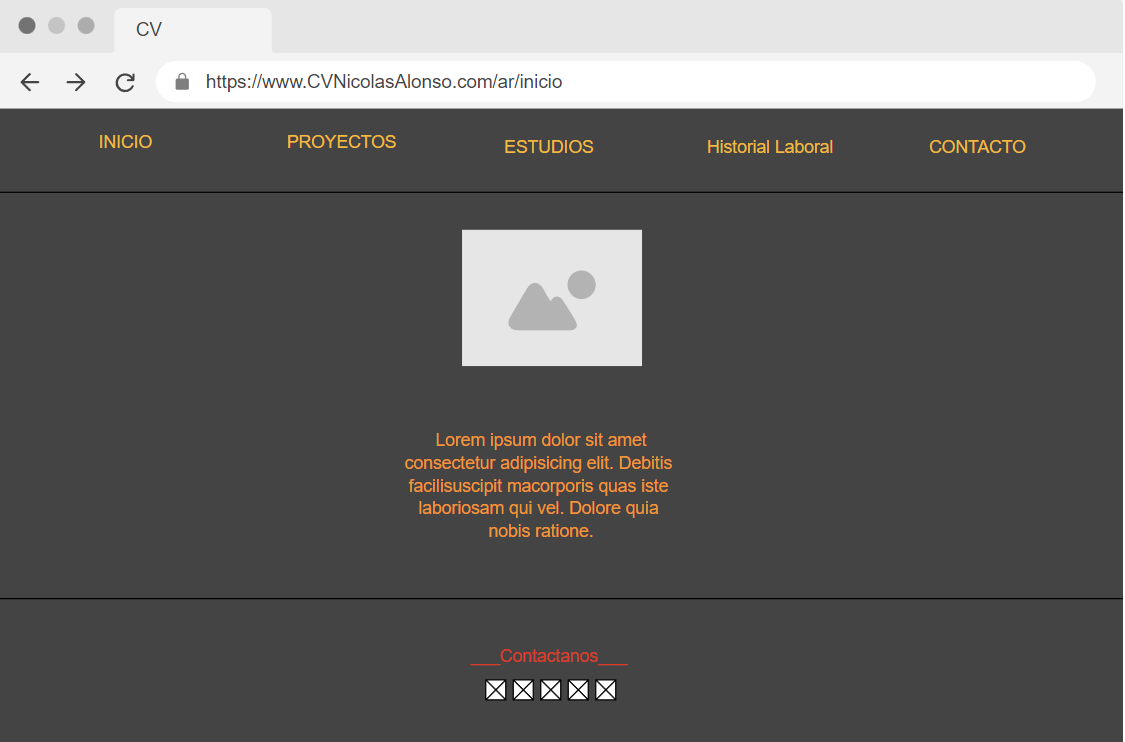 CV
https://www.CVNicolasAlonso.com/ar/inicio
INICIO
PROYECTOS
ESTUDIOS
Historial Laboral
CONTACTO
Lorem ipsum dolor sit amet
consectetur adipisicing elit. Debitis
facilisuscipit macorporis quas iste
laboriosam qui vel. Dolore quia
nobis ratione.
___Contactanos___